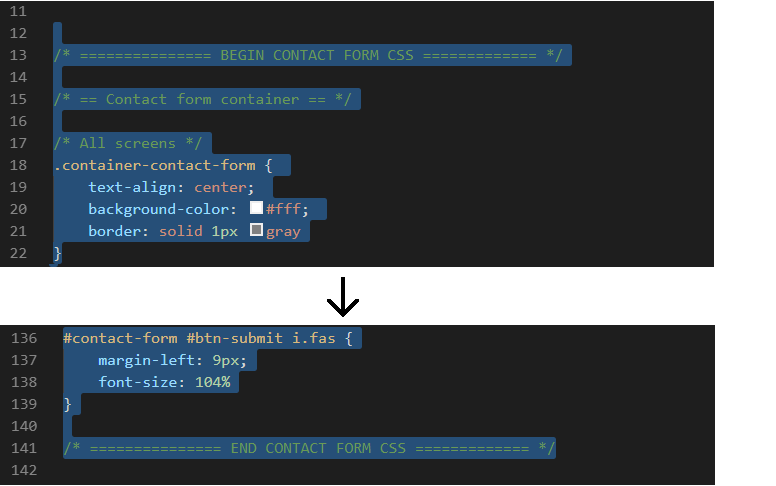 11
12
13 /* =============== BEGIN CONTACT FORM CSS ============= */
14
15 /* == Contact form container == */
16
17 /* All screens */
18 .container-contact-form {
19     text-align: center;
20     background-color: #fff;
21     border: solid 1px gray
22 }
136 #contact-form #btn-submit i.fas {
137     margin-left: 9px;
138     font-size: 104%
139 }
140
141 /* =============== END CONTACT FORM CSS ============= */
142